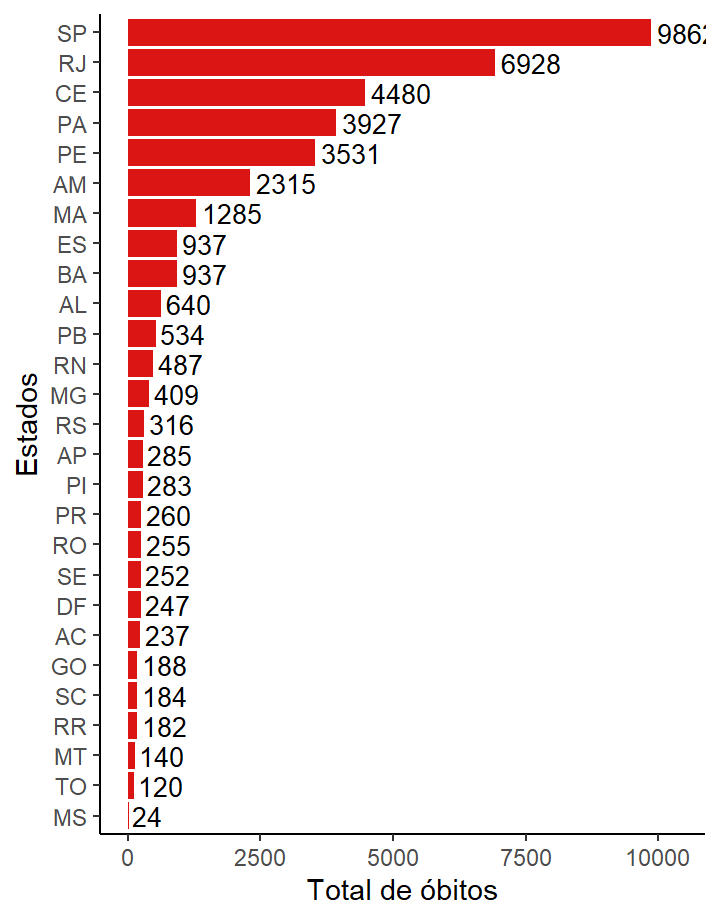 SP 9862
RJ 6928
CE 4480
PA 3927
PE 3531
AM 2315
MA 1285
ES 937
BA 937
AL 640
PB 534
RN 487
MG 409
RS 316
AP 285
PI 283
PR 260
RO 255
SE 252
DF 247
AC 237
GO 188
SC 184
RR 182
MT 140
TO 120
MS 24
Estados
0 2500 5000 7500 10000
Total de óbitos